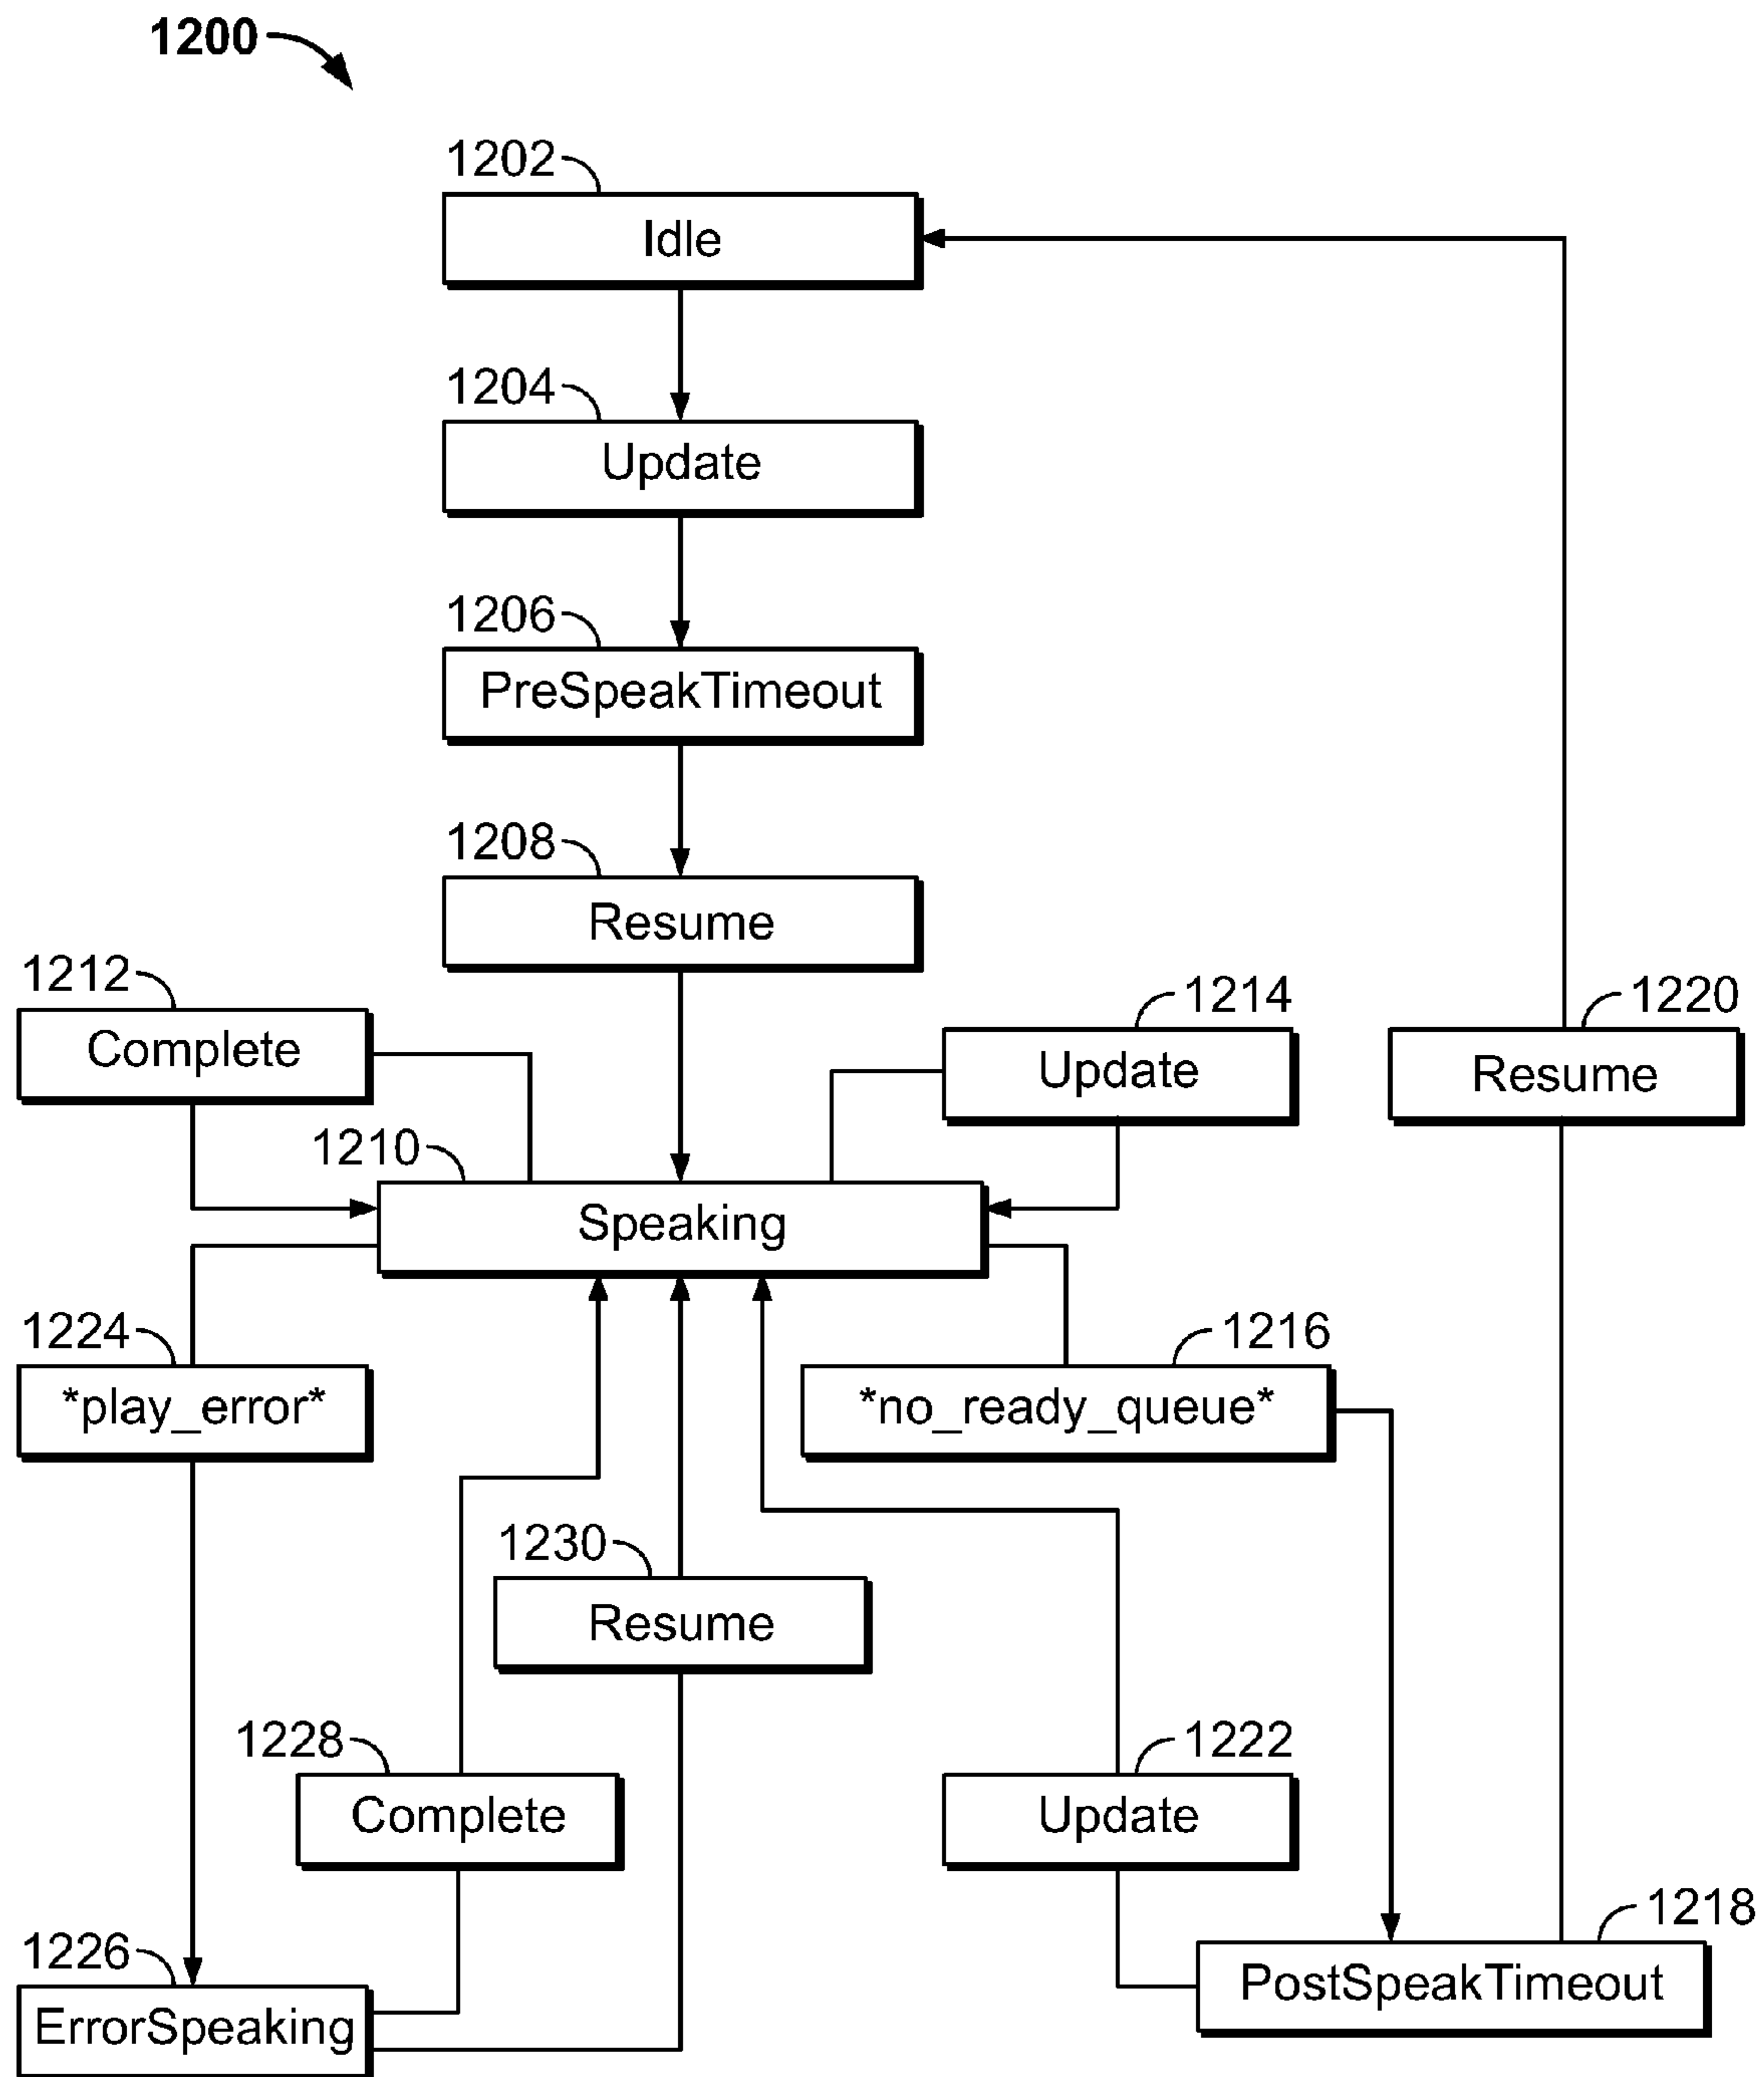 1200
1202
Idle
1204
Update
1206
PreSpeakTimeout
1208
Resume
1212
Complete
1214
Update
1220
Resume
1210
Speaking
1224
*play_error*
1216
*no_ready_queue*
1230
Resume
1228
Complete
1222
Update
1218
PostSpeakTimeout
1226
ErrorSpeaking